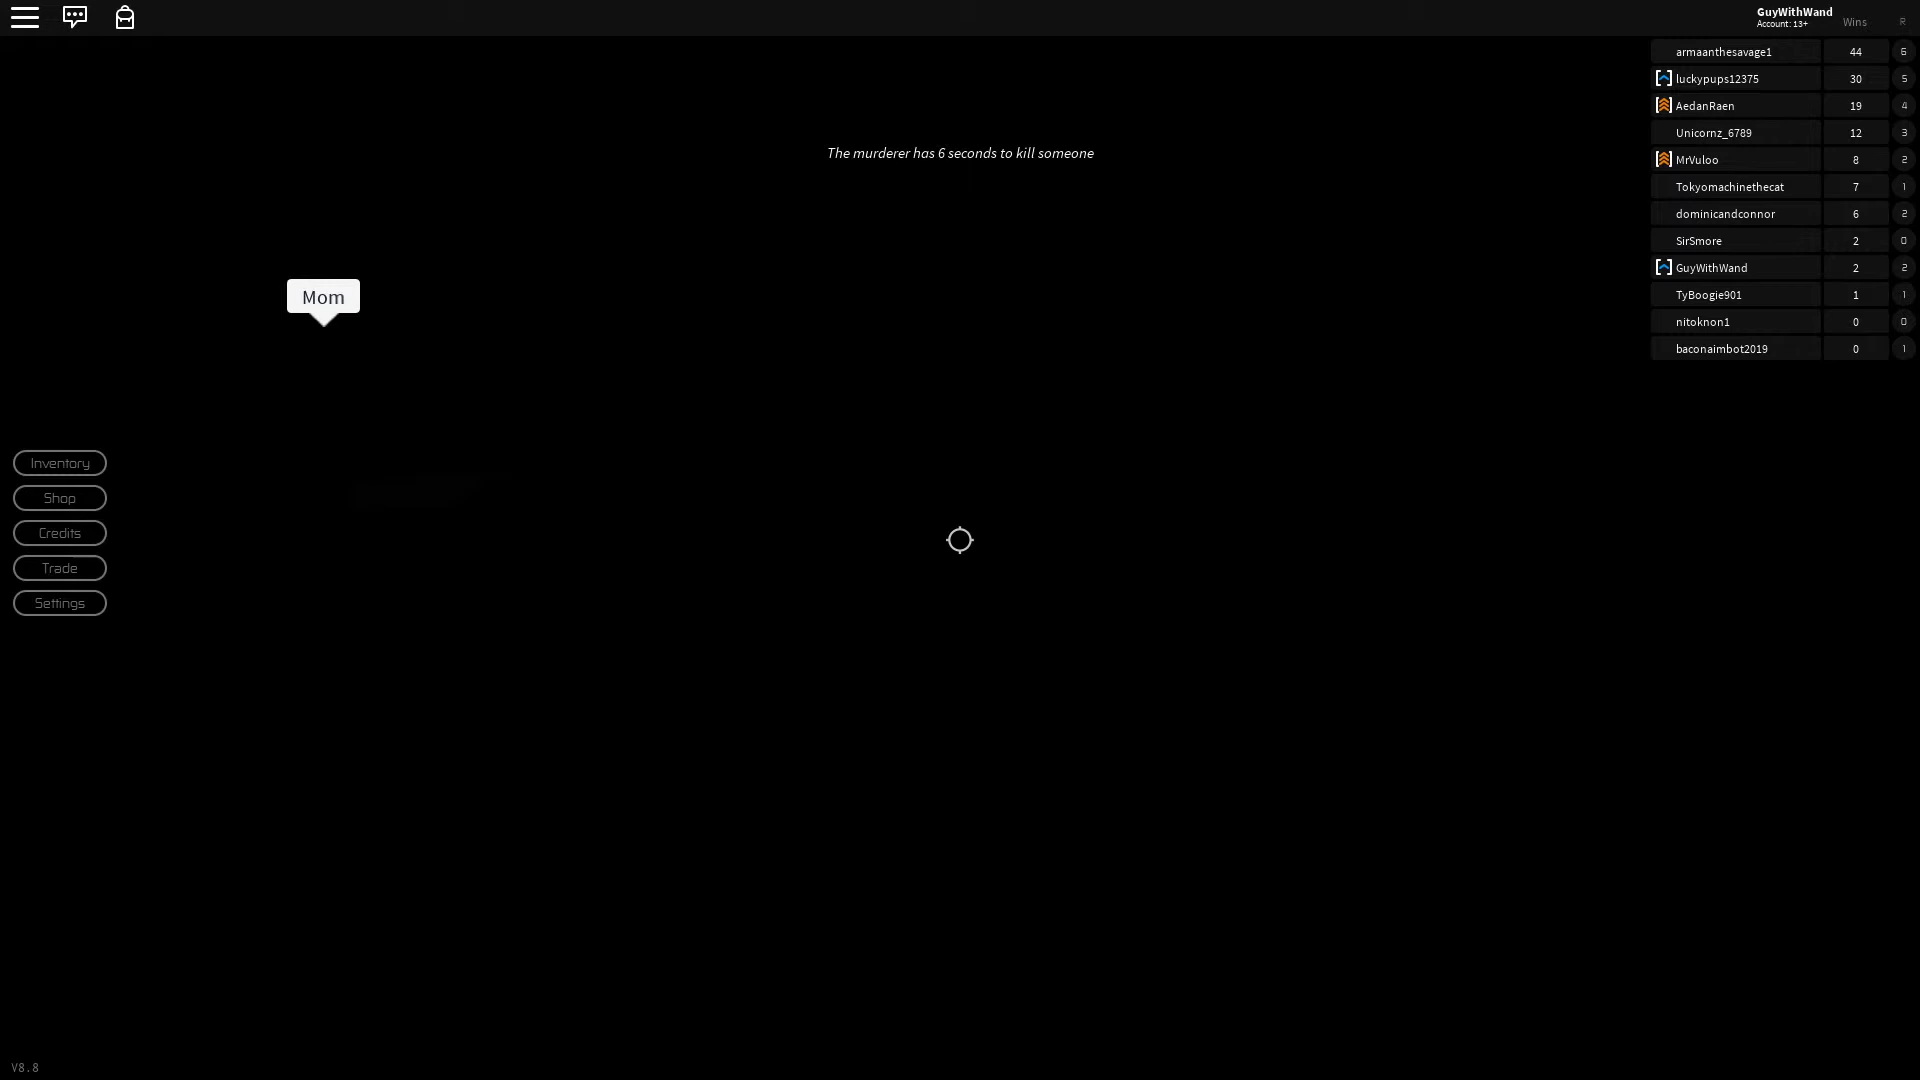 GuyWithWand
Account: 13+
Wins
R
armaanthesavage1 44 6
luckypups12375 30 5
AedanRaen 19 4
Unicornz_6789 12 3
MrVuloo 8 2
Tokyomachinethecat 7 1
dominicandconnor 6 2
SirSmore 2 0
GuyWithWand 2 2
TyBoogie901 1 1
nitoknon1 0 0
baconaimbot2019 0 1
The murderer has 6 seconds to kill someone
Mom
Inventory
Shop
Credits
Trade
Settings
V8.8